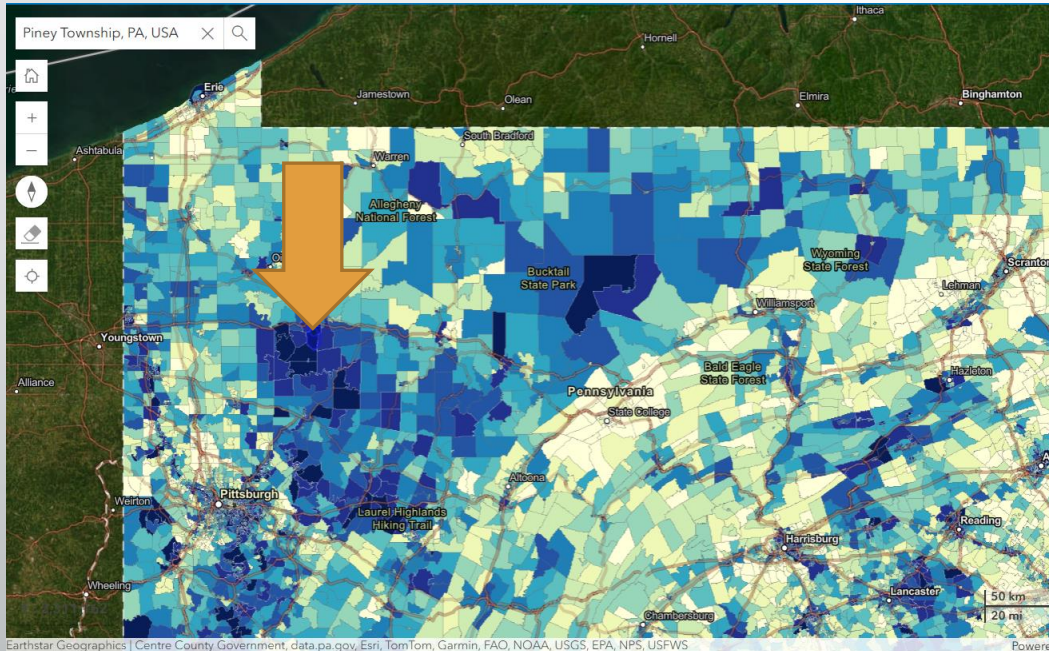 Piney Township, PA, USA
Ithaca
Hornell
Erie
Jamestown
Olean
Elmira
Binghamton
Ashtabula
South Bradford
Warren
Allegheny
National Forest
Wyoming
State Forest
Scranton
Bucktail
State Park
Lehman
Williamsport
Youngstown
Bald Eagle
State Forest
Hazleton
Alliance
Pennsylvania
State College
Altoona
Weirton
Pittsburgh
Laurel Highlands
Hiking Trail
Reading
Harrisburg
Wheeling
Lancaster
50 km
20 mi
Chambersburg
Earthstar Geographics | Centre County Government, data.pa.gov, Esri, TomTom, Garmin, FAO, NOAA, USGS, EPA, NPS, USFWS
Powere